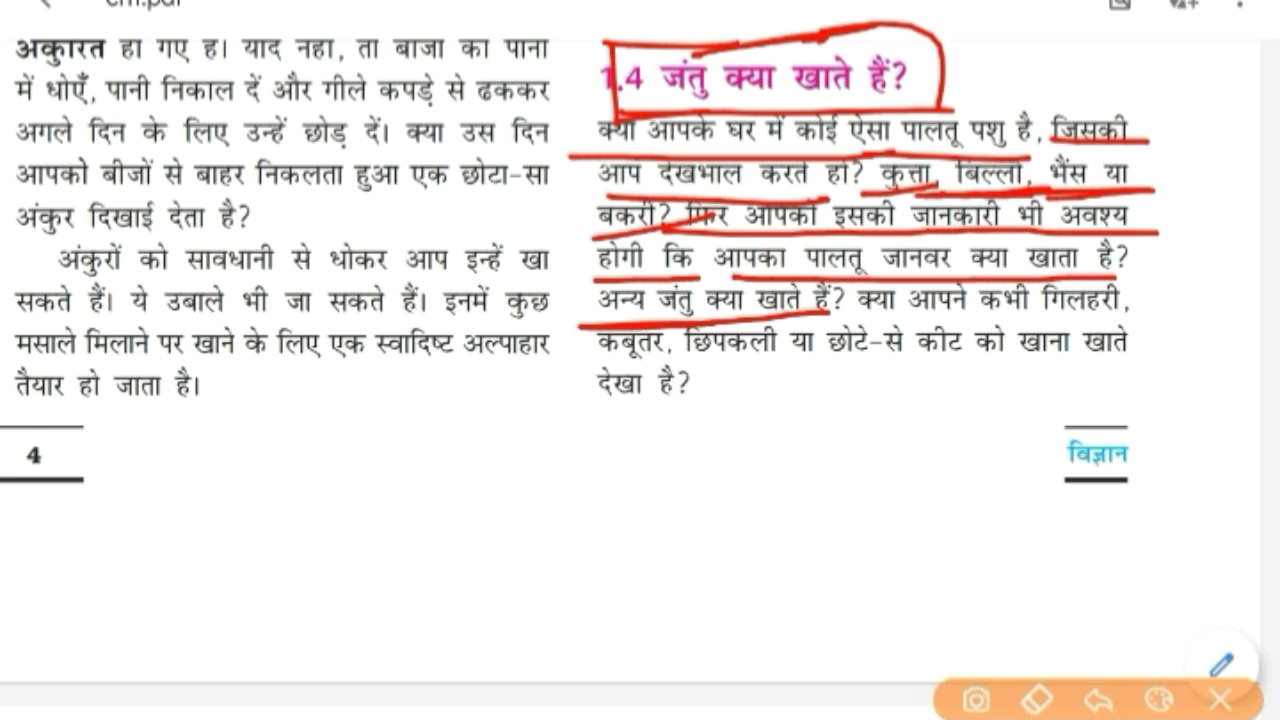 अंकुरित हो गए हैं। यदि नहीं, तो बीजों को पानी
में धोएँ, पानी निकाल दें और गीले कपड़े से ढककर
अगले दिन के लिए उन्हें छोड़ दें। क्या उस दिन
आपको बीजों से बाहर निकलता हुआ एक छोटा-सा
अंकुर दिखाई देता है?
अंकुरों को सावधानी से धोकर आप इन्हें खा
सकते हैं। ये उबाले भी जा सकते हैं। इनमें कुछ
मसाले मिलाने पर खाने के लिए एक स्वादिष्ट अल्पाहार
तैयार हो जाता है।
4
1.4 जंतु क्या खाते हैं?
क्या आपके घर में कोई ऐसा पालतू पशु है, जिसकी
आप देखभाल करते हों? कुत्ता, बिल्ली, भैंस या
बकरी? फिर आपको इसकी जानकारी भी अवश्य
होगी कि आपका पालतू जानवर क्या खाता है?
अन्य जंतु क्या खाते हैं? क्या आपने कभी गिलहरी,
कबूतर, छिपकली या छोटे-से कीट को खाना खाते
देखा है?
विज्ञान